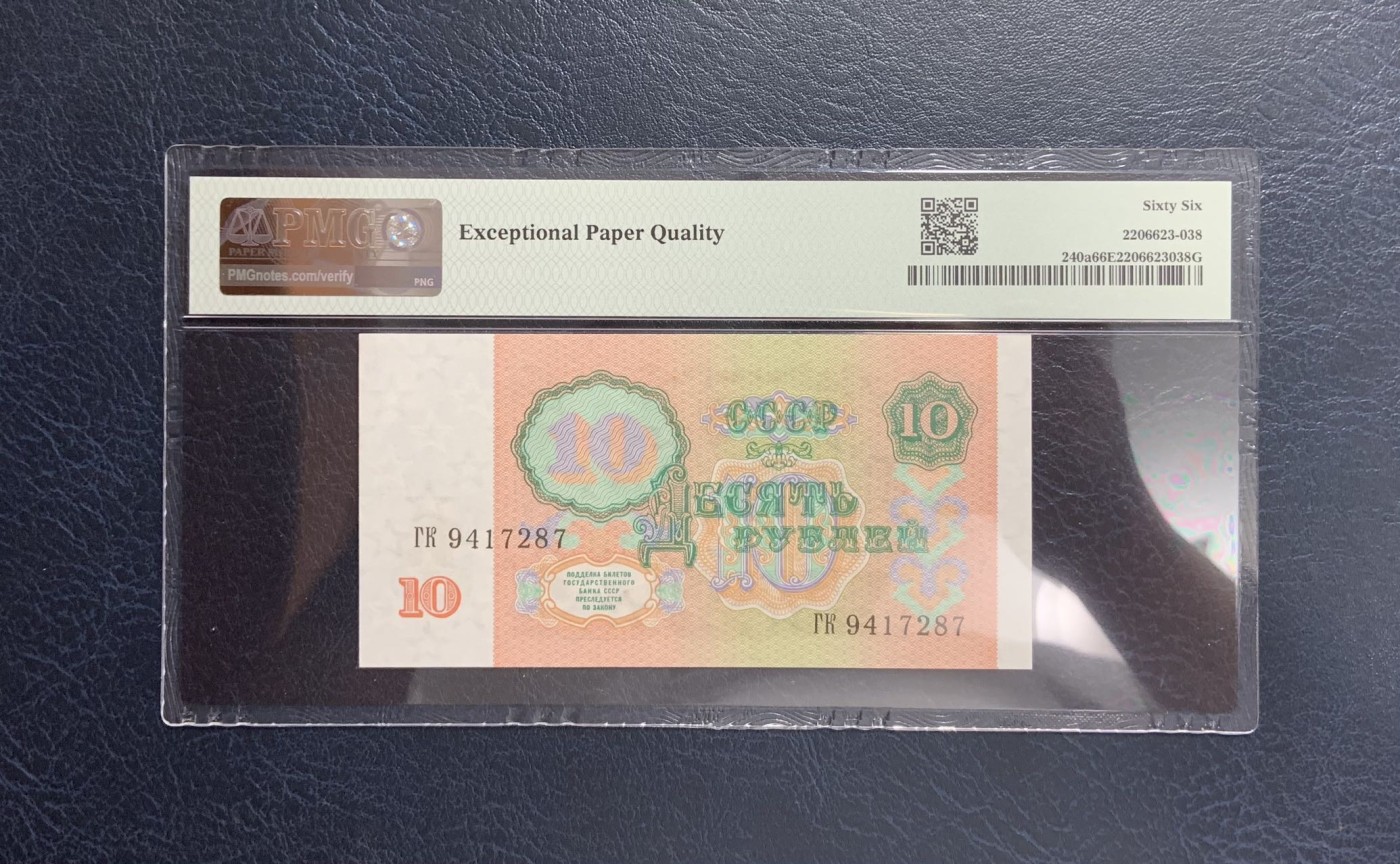 PMG
PMGnotes.com/verify
PNG
Exceptional Paper Quality
Sixty Six
2206623-038
240a66E2206623038G
10
СССР
10
ДЕСЯТЬ
РУБЛЕЙ
10
ГК 9417287
10
ПОДДЕЛКА БИЛЕТОВ
ГОСУДАРСТВЕННОГО
БАНКА СССР
ПРЕСЛЕДУЕТСЯ
ПО ЗАКОНУ
ГК 9417287